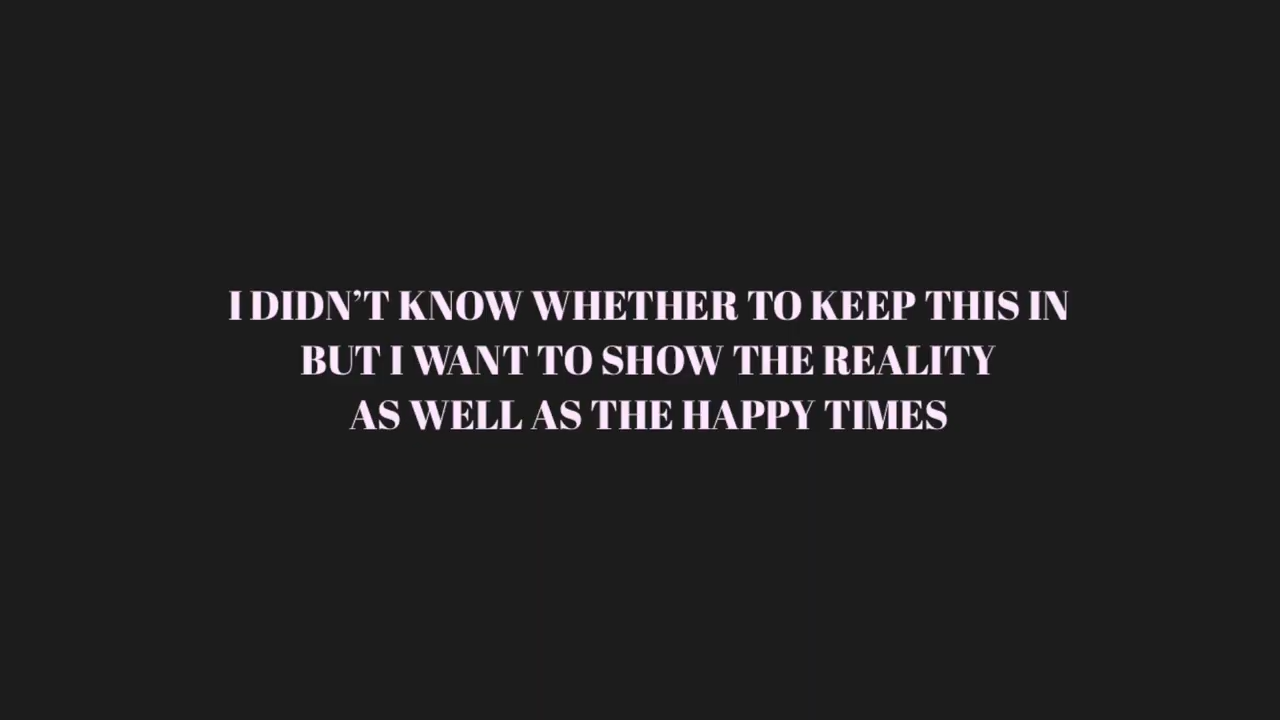 I DIDN’T KNOW WHETHER TO KEEP THIS IN
BUT I WANT TO SHOW THE REALITY
AS WELL AS THE HAPPY TIMES